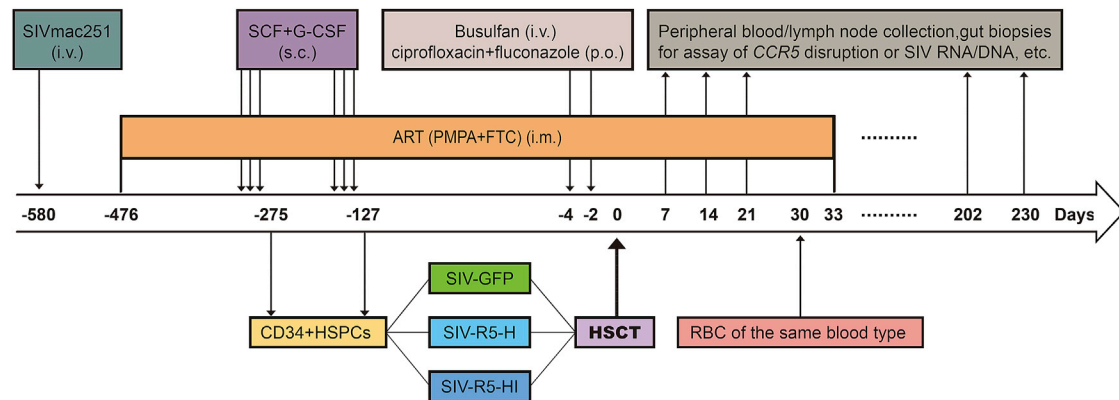 SIVmac251
(i.v.)
SCF+G-CSF
(s.c.)
Busulfan (i.v.)
ciprofloxacin+fluconazole (p.o.)
Peripheral blood/lymph node collection,gut biopsies
for assay of CCR5 disruption or SIV RNA/DNA, etc.
ART (PMPA+FTC) (i.m.)
..........
-580 -476 -275 -127 -4 -2 0 7 14 21 30 33 .......... 202 230 Days
SIV-GFP
CD34+HSPCs SIV-R5-H HSCT RBC of the same blood type
SIV-R5-HI